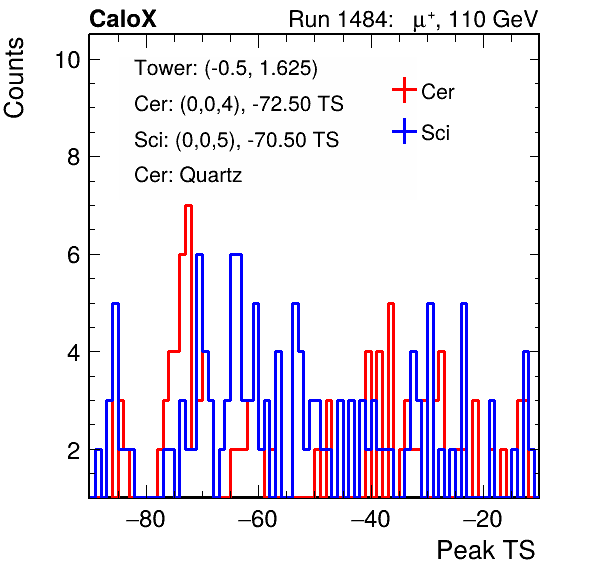 CaloX Run 1484: μ⁺, 110 GeV
Counts
Tower: (-0.5, 1.625)
Cer: (0,0,4), -72.50 TS
Sci: (0,0,5), -70.50 TS
Cer: Quartz
Cer
Sci
10
8
6
4
2
−80 −60 −40 −20
Peak TS